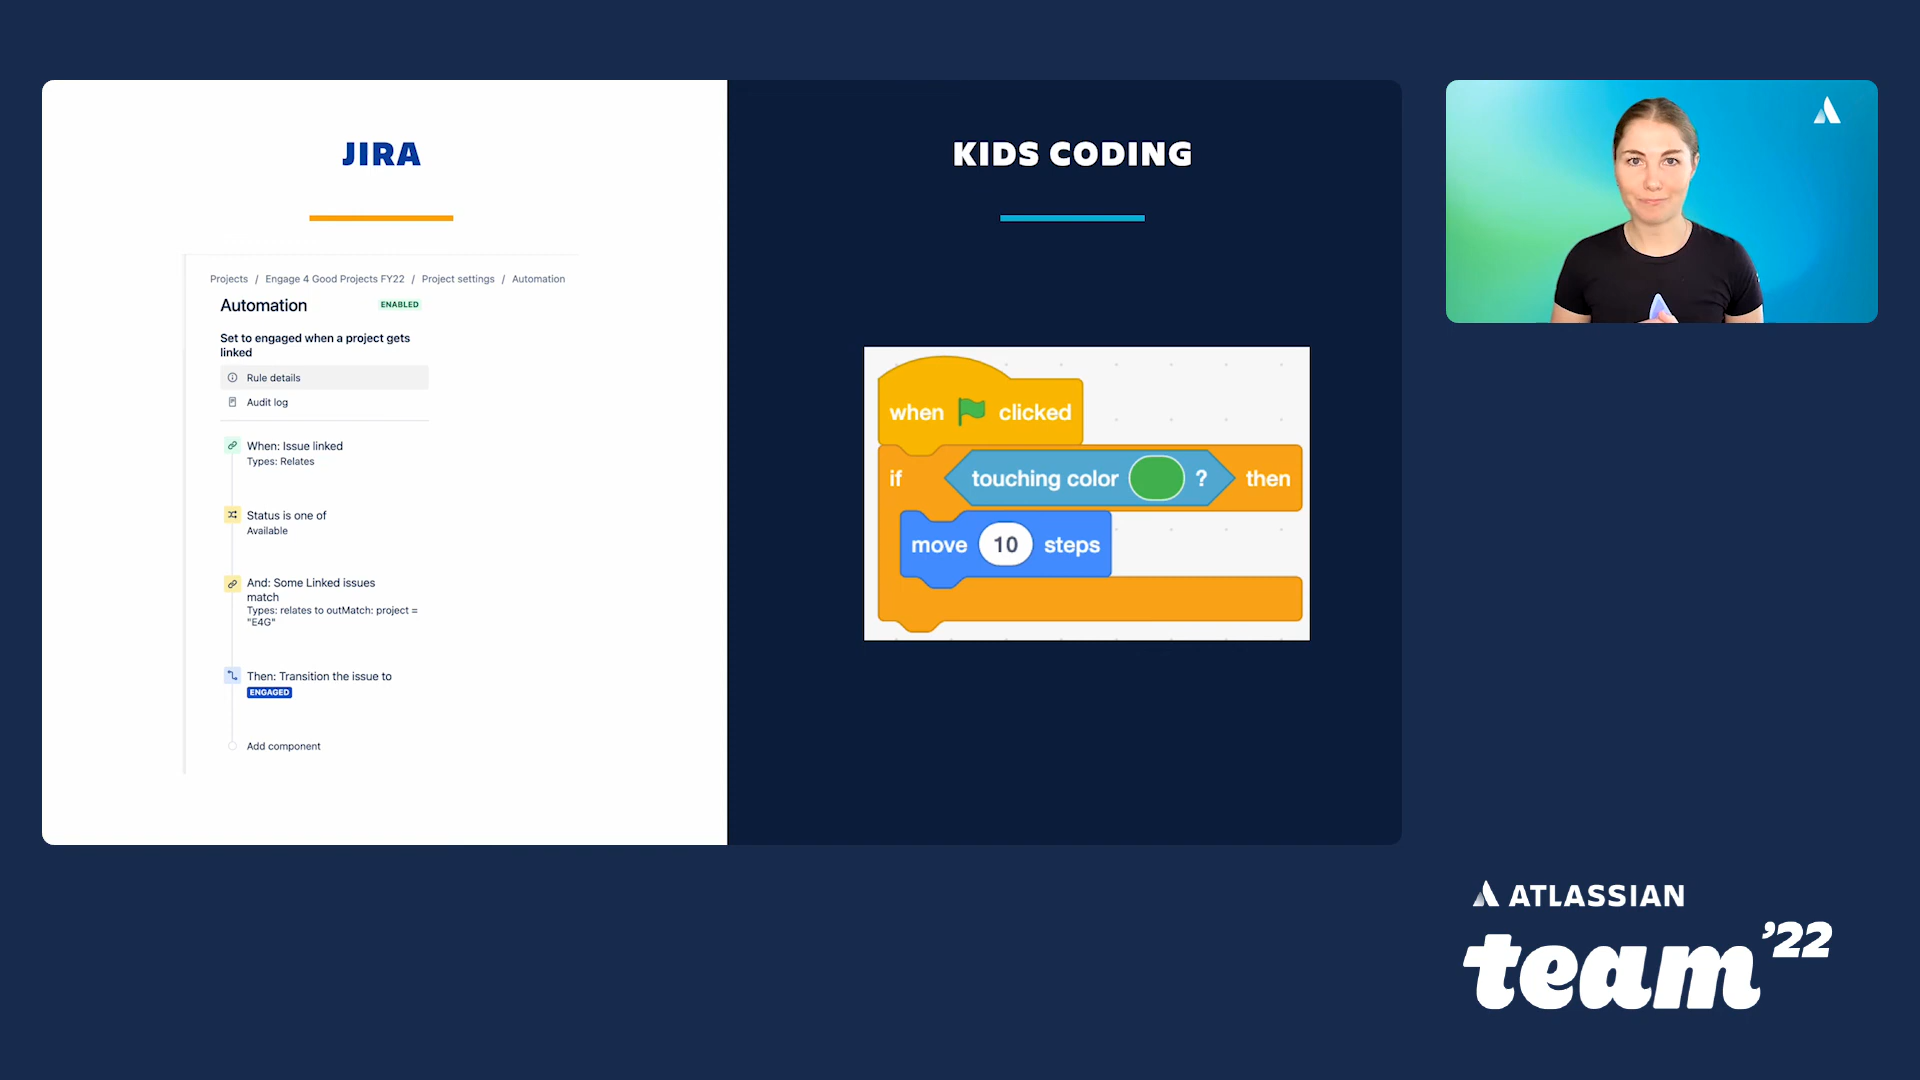 JIRA
Projects / Engage 4 Good Projects FY22 / Project settings / Automation
Automation ENABLED
Set to engaged when a project gets
linked
Rule details
Audit log
When: Issue linked
Types: Relates
Status is one of
Available
And: Some Linked issues
match
Types: relates to outMatch: project =
"E4G"
Then: Transition the issue to
ENGAGED
Add component
KIDS CODING
when clicked
if touching color ? then
move 10 steps
ATLASSIAN
team '22